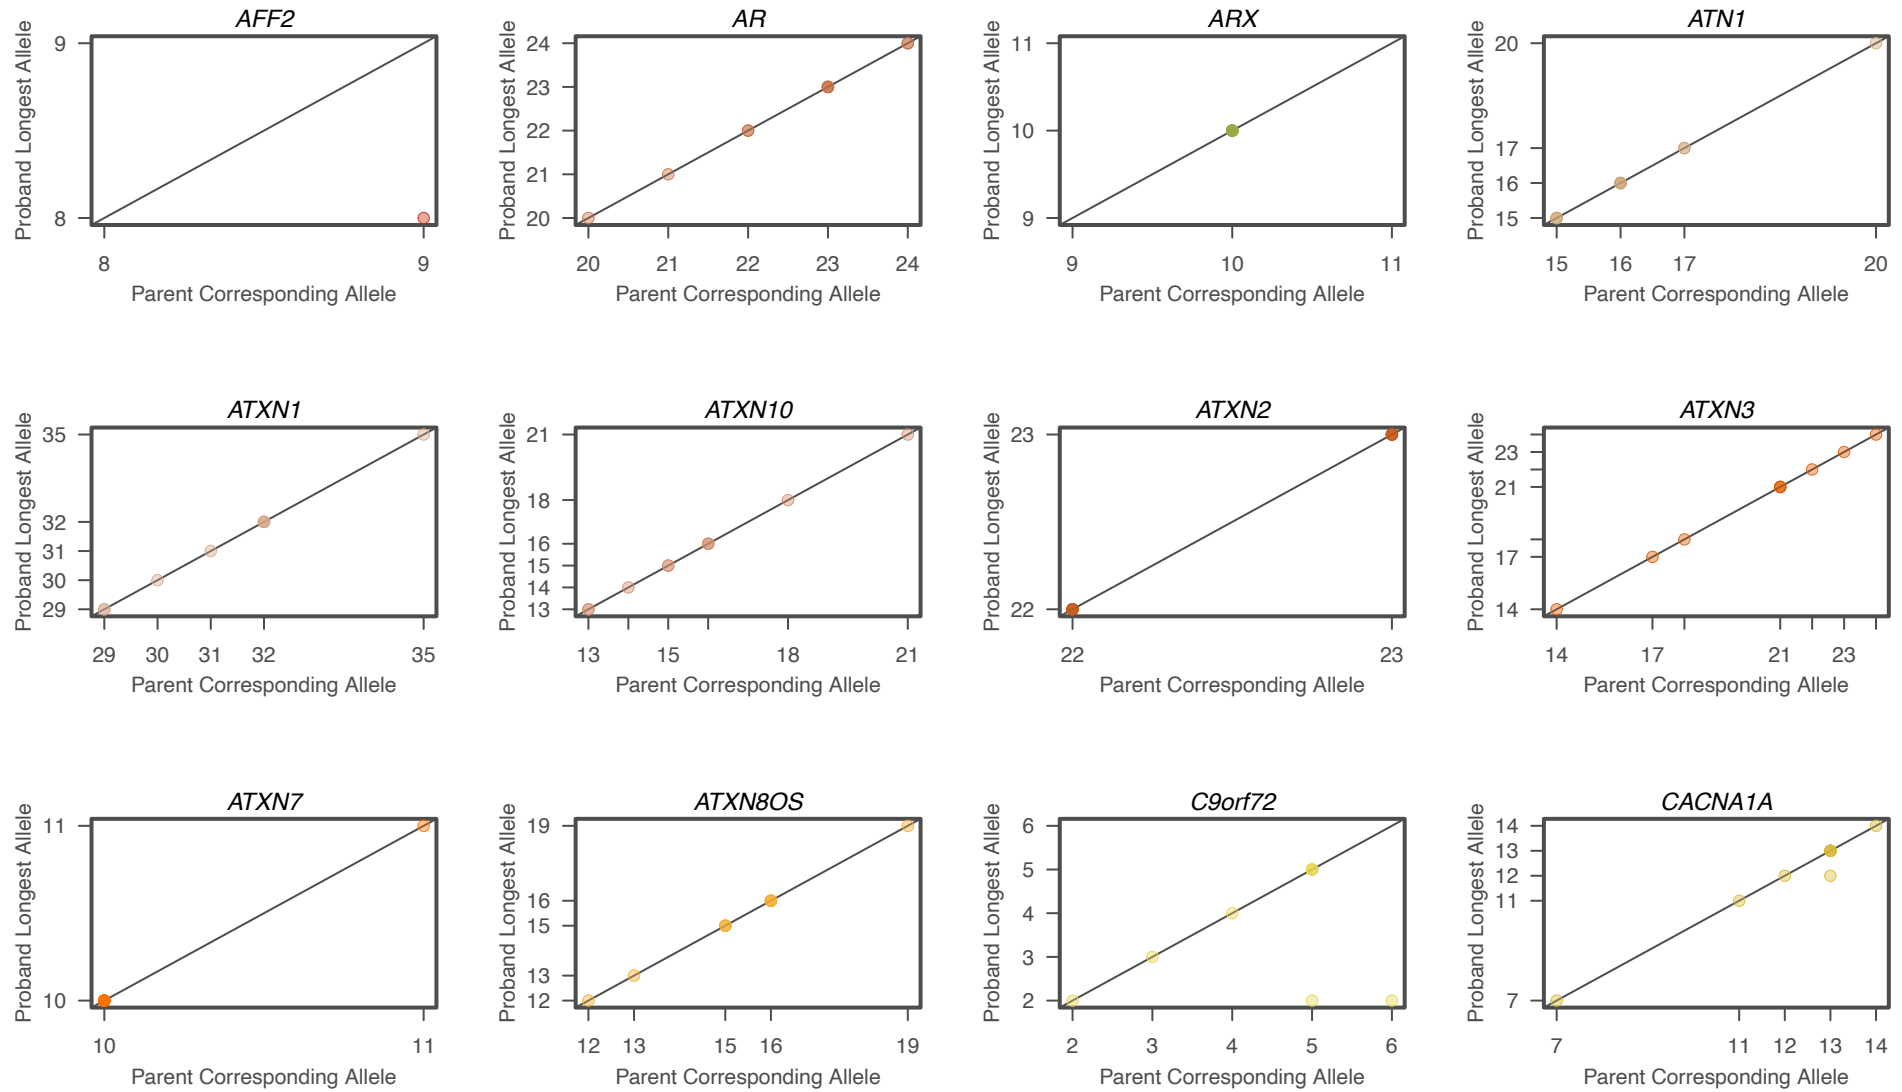 AFF2
Proband Longest Allele
9
8
8 9
Parent Corresponding Allele
AR
Proband Longest Allele
24
23
22
21
20
20 21 22 23 24
Parent Corresponding Allele
ARX
Proband Longest Allele
11
10
9
9 10 11
Parent Corresponding Allele
ATN1
Proband Longest Allele
20
17
16
15
15 16 17 20
Parent Corresponding Allele
ATXN1
Proband Longest Allele
35
32
31
30
29
29 30 31 32 35
Parent Corresponding Allele
ATXN10
Proband Longest Allele
21
18
16
15
14
13
13 15 18 21
Parent Corresponding Allele
ATXN2
Proband Longest Allele
23
22
22 23
Parent Corresponding Allele
ATXN3
Proband Longest Allele
23
21
17
14
14 17 21 23
Parent Corresponding Allele
ATXN7
Proband Longest Allele
11
10
10 11
Parent Corresponding Allele
ATXN8OS
Proband Longest Allele
19
16
15
13
12
12 13 15 16 19
Parent Corresponding Allele
C9orf72
Proband Longest Allele
6
5
4
3
2
2 3 4 5 6
Parent Corresponding Allele
CACNA1A
Proband Longest Allele
14
13
12
11
7
7 11 12 13 14
Parent Corresponding Allele